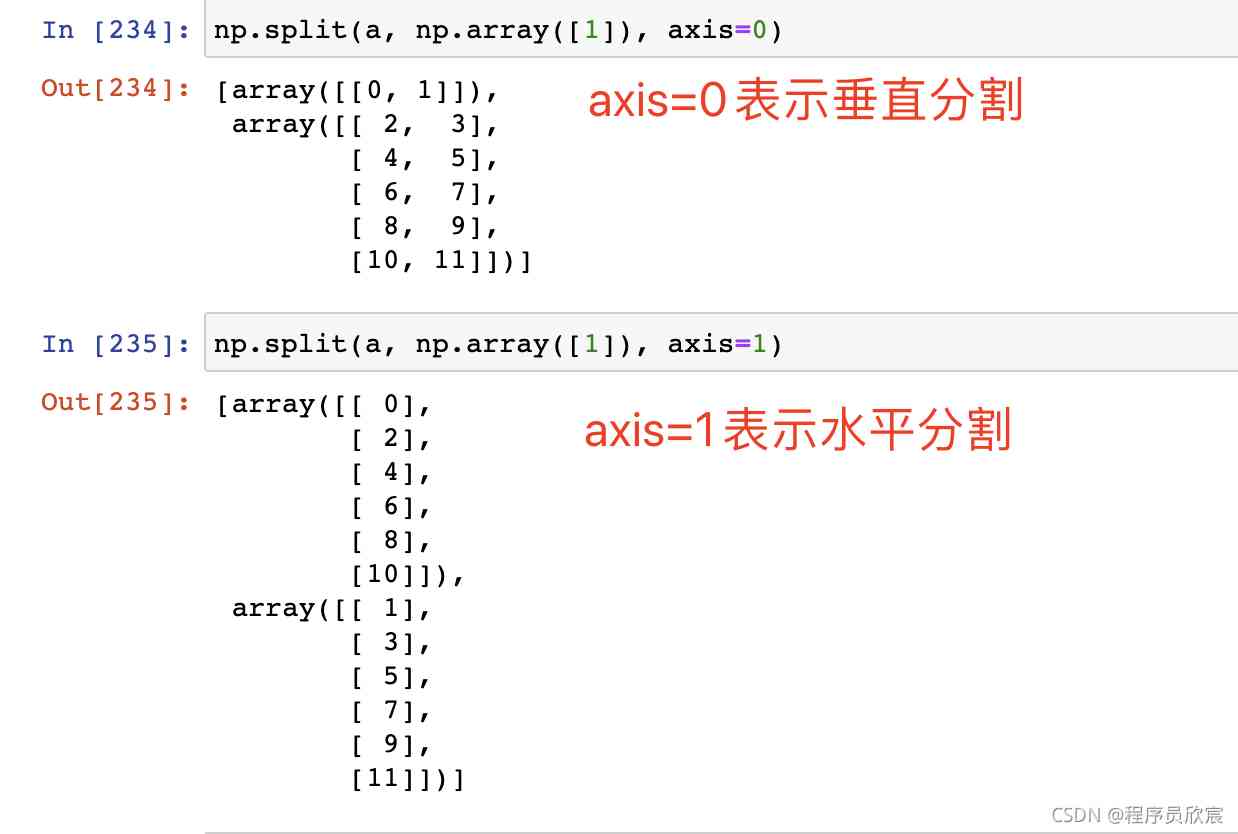 In [234]: np.split(a, np.array([1]), axis=0)
Out[234]: [array([[0, 1]]), axis=0表示垂直分割
array([[ 2,  3],
[ 4,  5],
[ 6,  7],
[ 8,  9],
[10, 11]])]
In [235]: np.split(a, np.array([1]), axis=1)
Out[235]: [array([[ 0], axis=1表示水平分割
[ 2],
[ 4],
[ 6],
[ 8],
[10]]),
array([[ 1],
[ 3],
[ 5],
[ 7],
[ 9],
[11]])]
CSDN @程序员欣宸